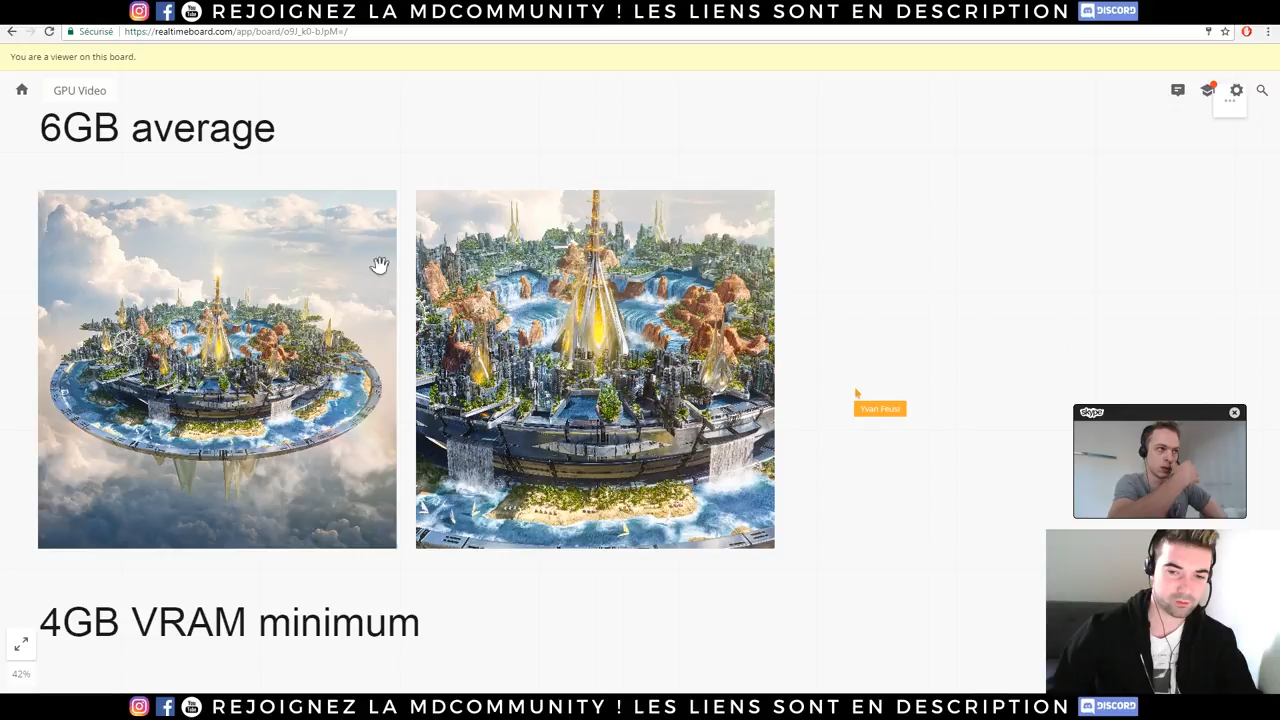 REJOIGNEZ LA MDCOMMUNITY ! LES LIENS SONT EN DESCRIPTION DISCORD
Sécurisé https://realtimeboard.com/app/board/o9J_k0-bJpM=/
You are a viewer on this board.
GPU Video
6GB average
Yvan Feusi
skype
4GB VRAM minimum
42%
REJOIGNEZ LA MDCOMMUNITY ! LES LIENS SONT EN DESCRIPTION DISCORD